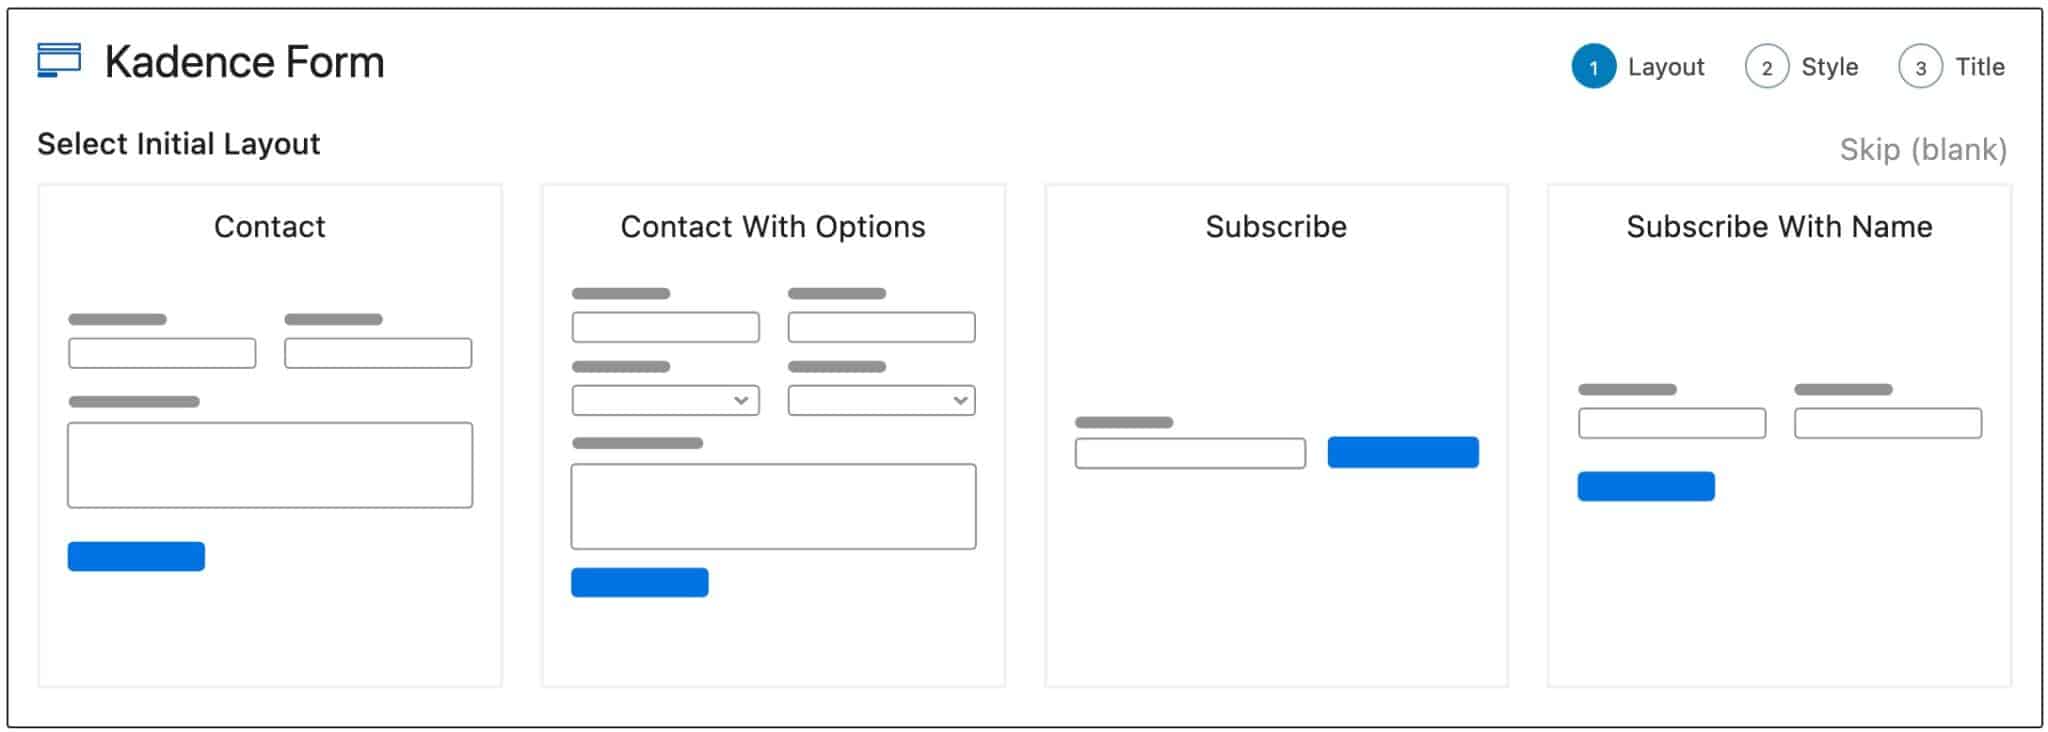 Kadence Form
1 Layout 2 Style 3 Title
Select Initial Layout
Skip (blank)
Contact
Contact With Options
Subscribe
Subscribe With Name